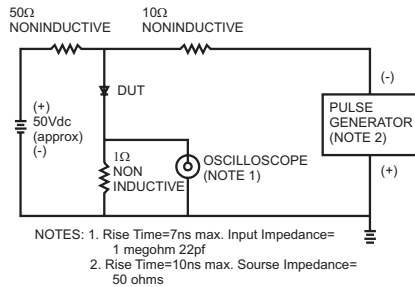 50Ω
NONINDUCTIVE
10Ω
NONINDUCTIVE
(+)
50Vdc
(approx)
(-)
DUT
1Ω
NON
INDUCTIVE
OSCILLOSCOPE
(NOTE 1)
(-)
PULSE
GENERATOR
(NOTE 2)
(+)
NOTES: 1. Rise Time=7ns max. Input Impedance=
1 megohm 22pf
2. Rise Time=10ns max. Sourse Impedance=
50 ohms